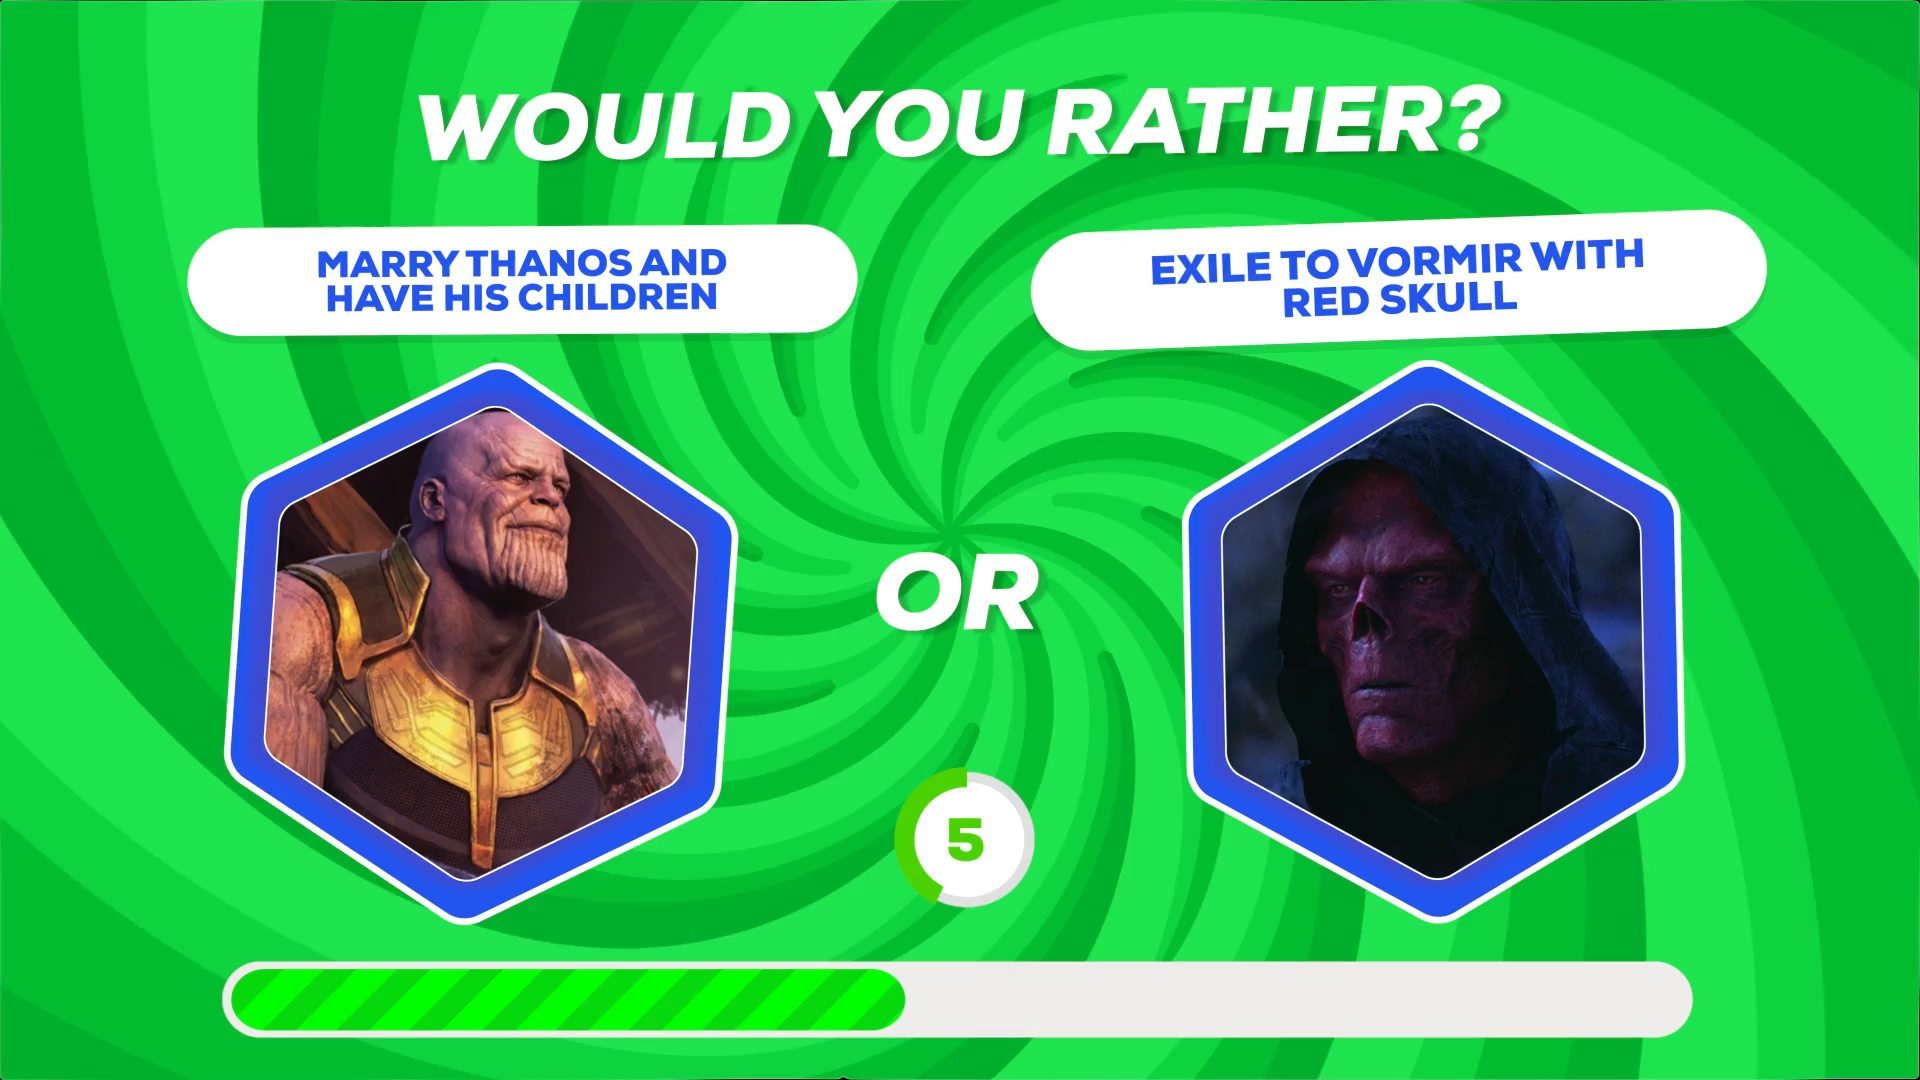 WOULD YOU RATHER?
MARRY THANOS AND
HAVE HIS CHILDREN
EXILE TO VORMIR WITH
RED SKULL
OR
5